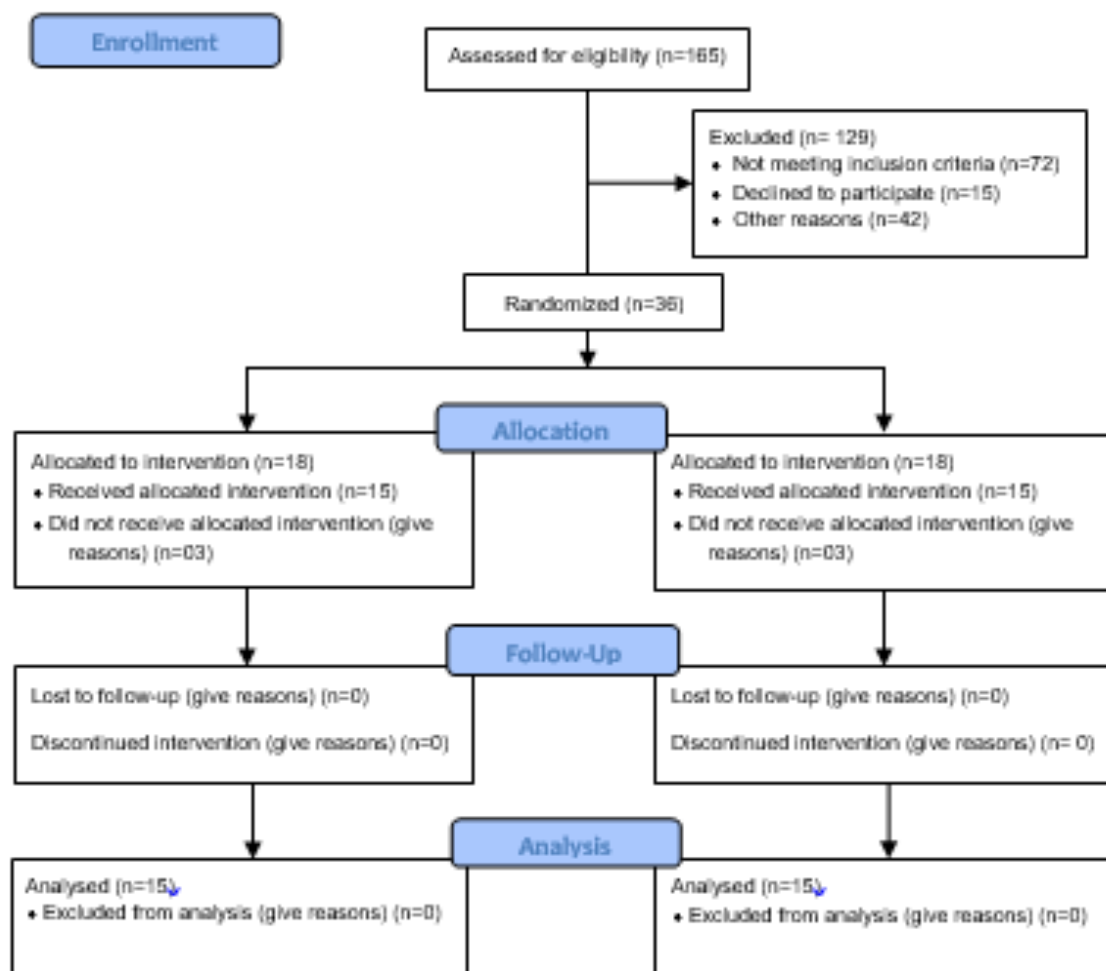 Enrollment
Assessed for eligibility (n=165)
Excluded (n= 129)
• Not meeting inclusion criteria (n=72)
• Declined to participate (n=15)
• Other reasons (n=42)
Randomized (n=36)
Allocation
Allocated to intervention (n=18)
• Received allocated intervention (n=15)
• Did not receive allocated intervention (give
reasons) (n=03)
Allocated to intervention (n=18)
• Received allocated intervention (n=15)
• Did not receive allocated intervention (give
reasons) (n=03)
Follow-Up
Lost to follow-up (give reasons) (n=0)
Discontinued intervention (give reasons) (n=0)
Lost to follow-up (give reasons) (n=0)
Discontinued intervention (give reasons) (n= 0)
Analysis
Analysed (n=15)
• Excluded from analysis (give reasons) (n=0)
Analysed (n=15)
• Excluded from analysis (give reasons) (n=0)